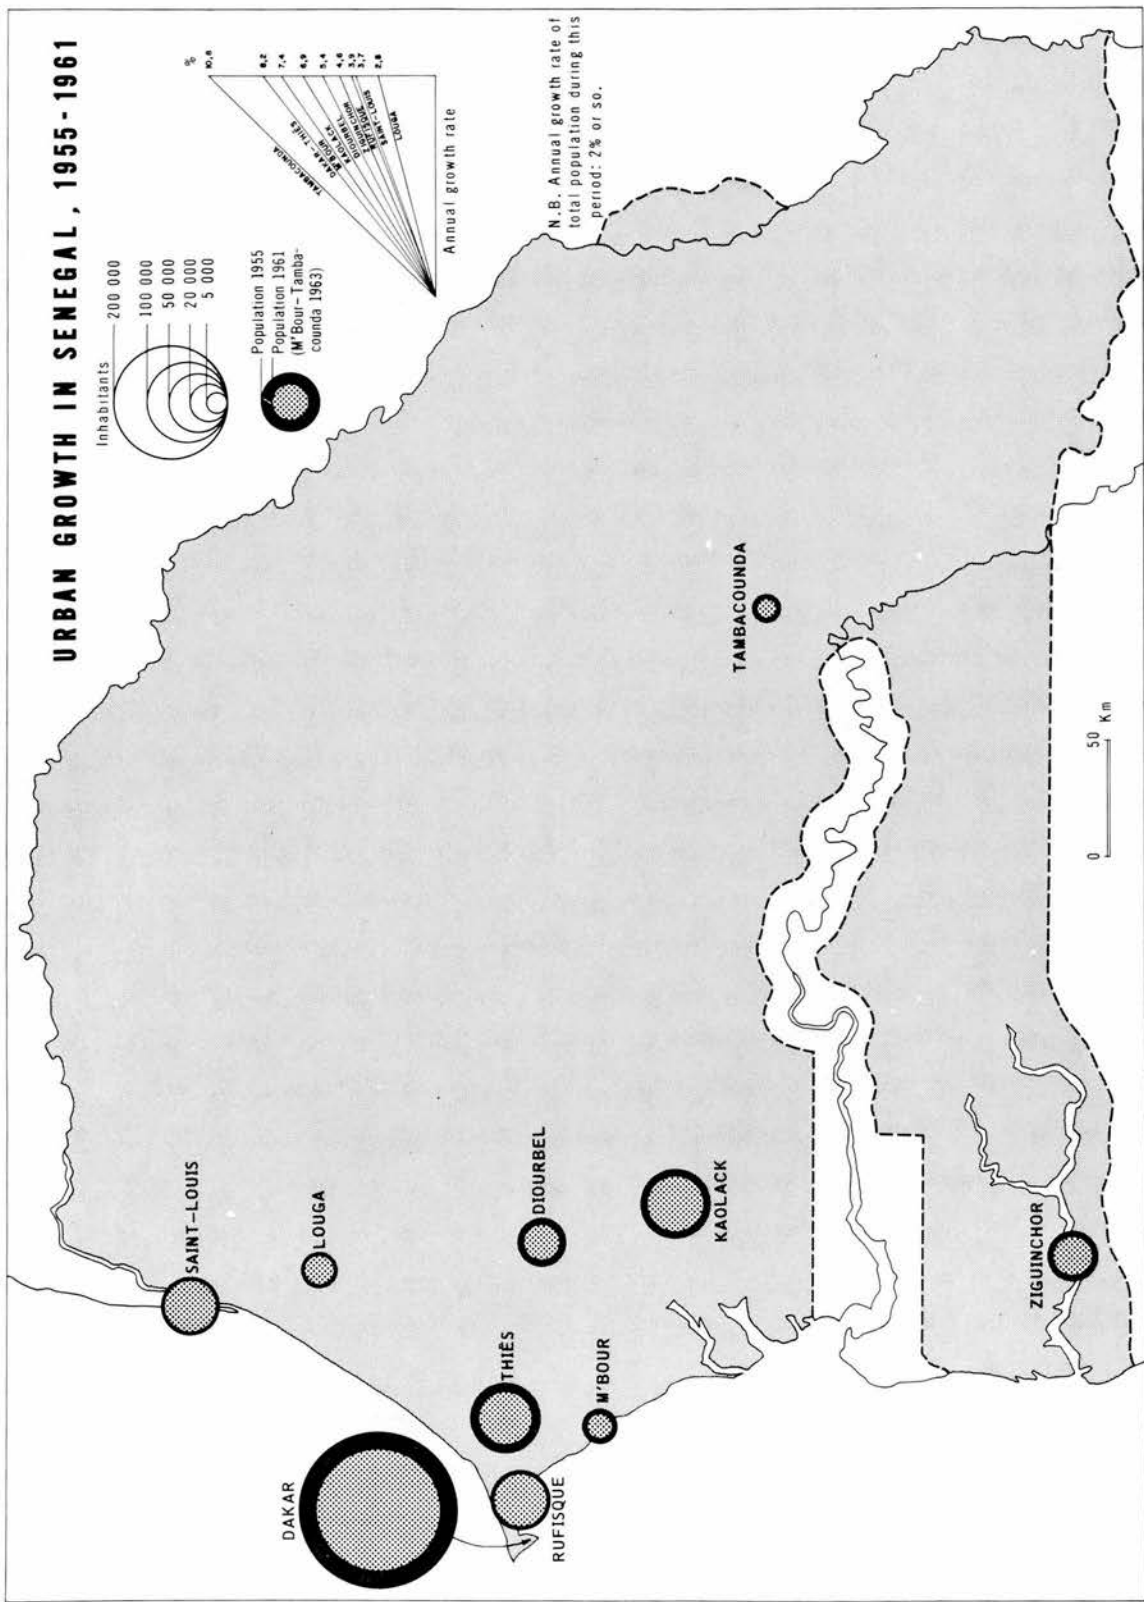 URBAN GROWTH IN SENEGAL, 1955-1961
Inhabitants
200 000
100 000
50 000
20 000
5 000
Population 1955
Population 1961
(M'Bour-Tamba-
counda 1963)
%
10,8
8,2
7,4
6,9
5,4
4,6
3,9
3,7
2,8
TAMBACOUNDA
DAKAR-THIÈS
M'BOUR
KAOLACK
DIOURBEL
ZIGUINCHOR
RUFISQUE
SAINT-LOUIS
LOUGA
Annual growth rate
N.B. Annual growth rate of
total population during this
period: 2% or so.
SAINT-LOUIS
LOUGA
DAKAR
THIÈS
DIOURBEL
RUFISQUE
M'BOUR
KAOLACK
TAMBACOUNDA
ZIGUINCHOR
0 50 Km